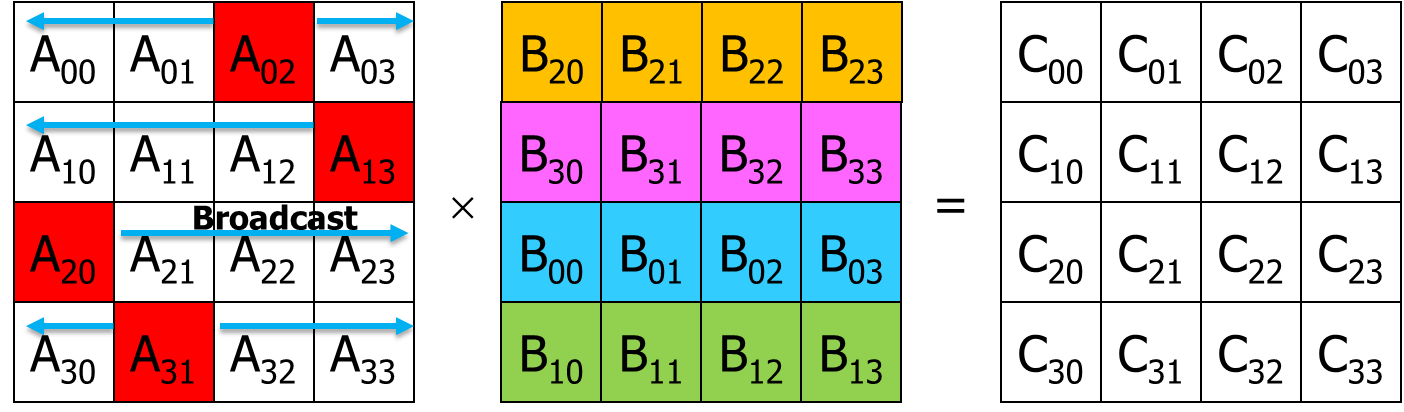 A00 A01 A02 A03 B20 B21 B22 B23 C00 C01 C02 C03
A10 A11 A12 A13 B30 B31 B32 B33 C10 C11 C12 C13
Broadcast × =
A20 A21 A22 A23 B00 B01 B02 B03 C20 C21 C22 C23
A30 A31 A32 A33 B10 B11 B12 B13 C30 C31 C32 C33